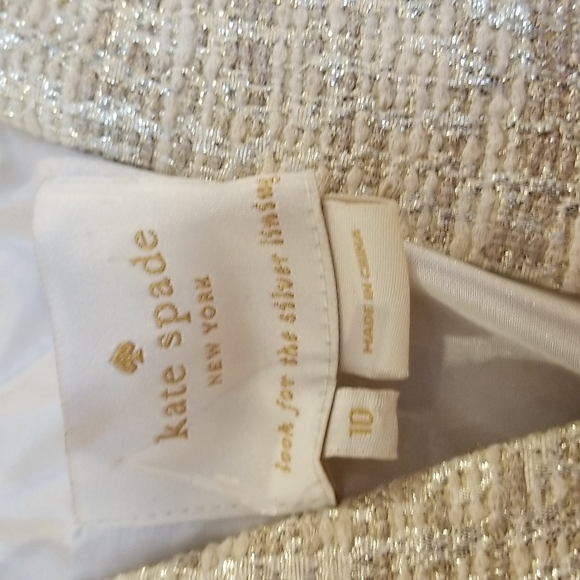 kate spade
NEW YORK
look for the silver lining
MADE IN CHINA
10